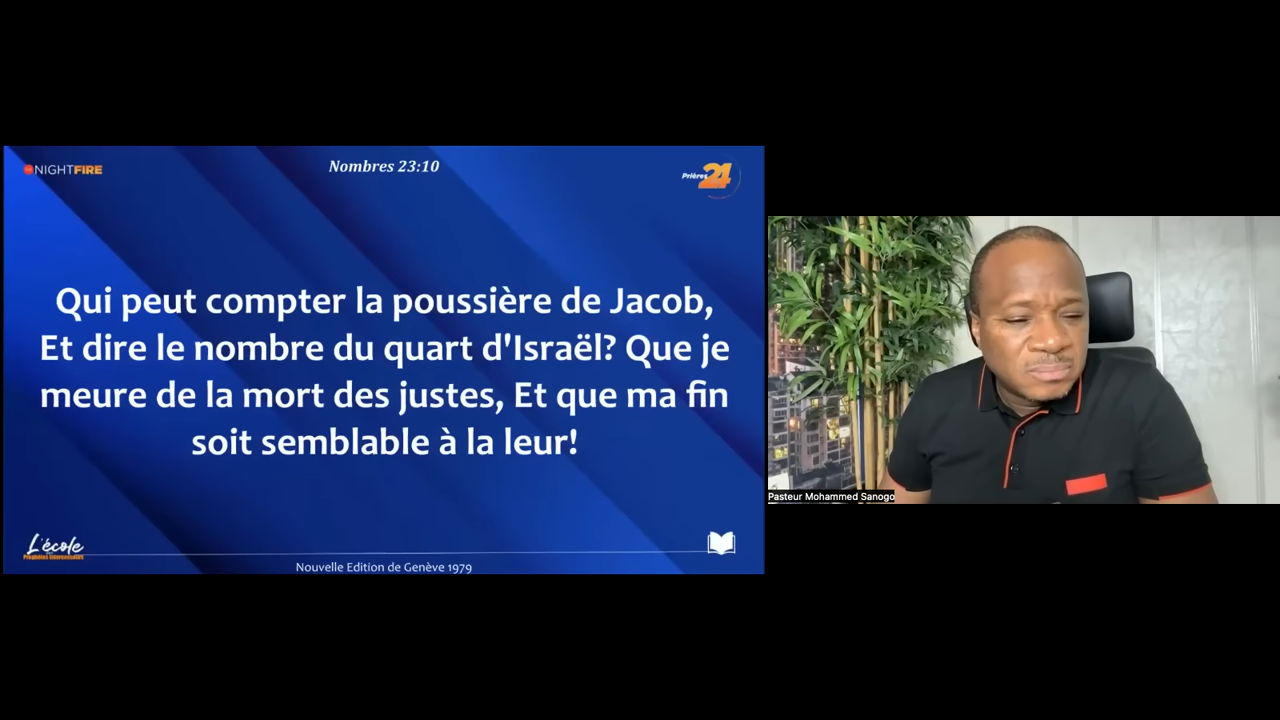 NIGHTFIRE
Nombres 23:10
Prières 24
Qui peut compter la poussière de Jacob,
Et dire le nombre du quart d'Israël? Que je
meure de la mort des justes, Et que ma fin
soit semblable à la leur!
L'école
Nouvelle Edition de Genève 1979
Pasteur Mohammed Sanogo